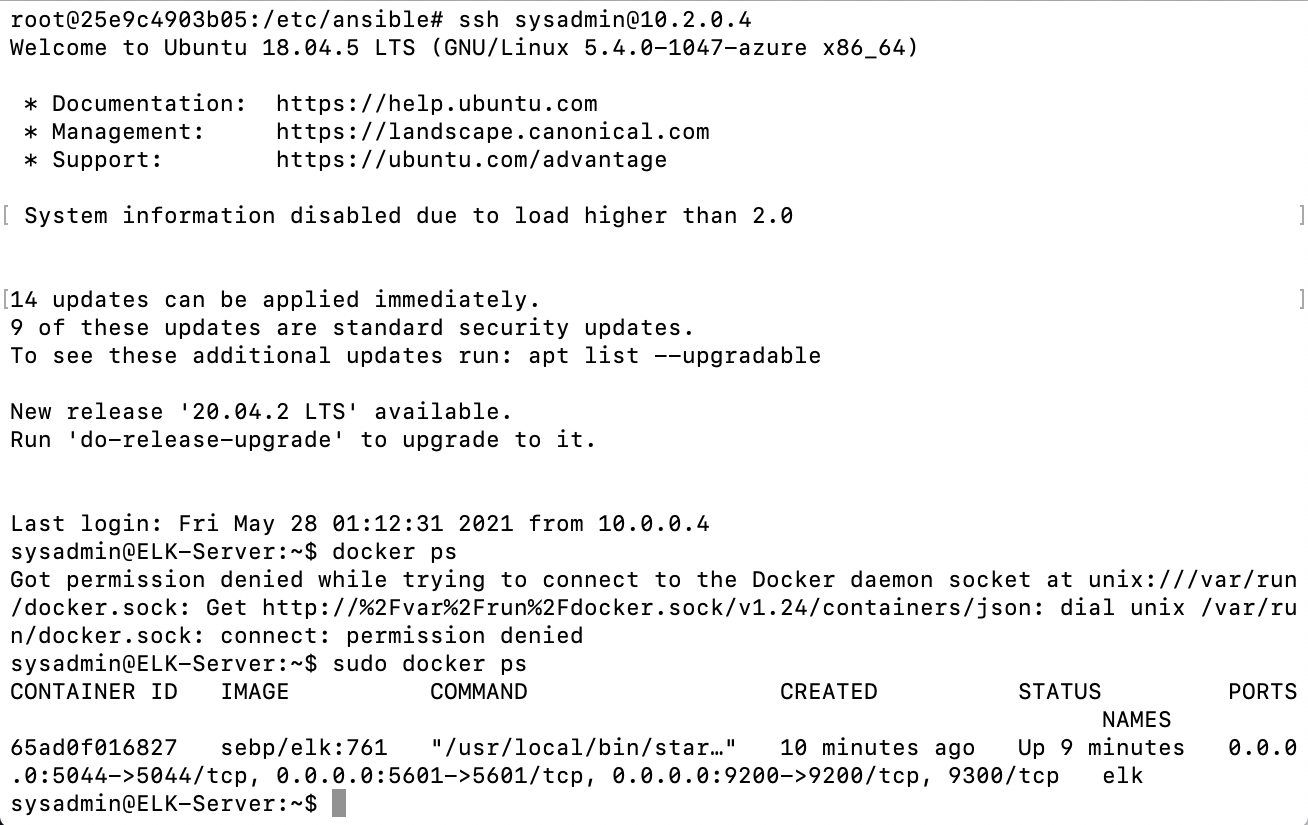 root@25e9c4903b05:/etc/ansible# ssh sysadmin@10.2.0.4
Welcome to Ubuntu 18.04.5 LTS (GNU/Linux 5.4.0-1047-azure x86_64)
 * Documentation:  https://help.ubuntu.com
 * Management:     https://landscape.canonical.com
 * Support:        https://ubuntu.com/advantage
[ System information disabled due to load higher than 2.0 ]
[14 updates can be applied immediately. ]
9 of these updates are standard security updates.
To see these additional updates run: apt list --upgradable
New release '20.04.2 LTS' available.
Run 'do-release-upgrade' to upgrade to it.
Last login: Fri May 28 01:12:31 2021 from 10.0.0.4
sysadmin@ELK-Server:~$ docker ps
Got permission denied while trying to connect to the Docker daemon socket at unix:///var/run
/docker.sock: Get http://%2Fvar%2Frun%2Fdocker.sock/v1.24/containers/json: dial unix /var/ru
n/docker.sock: connect: permission denied
sysadmin@ELK-Server:~$ sudo docker ps
CONTAINER ID   IMAGE          COMMAND                  CREATED          STATUS         PORTS
NAMES
65ad0f016827   sebp/elk:761   "/usr/local/bin/star…"   10 minutes ago   Up 9 minutes   0.0.0
.0:5044->5044/tcp, 0.0.0.0:5601->5601/tcp, 0.0.0.0:9200->9200/tcp, 9300/tcp   elk
sysadmin@ELK-Server:~$